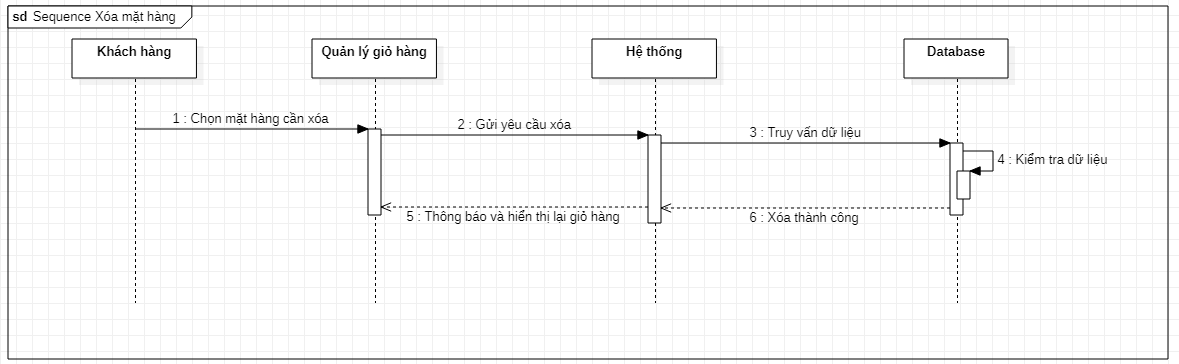 sd Sequence Xóa mặt hàng
Khách hàng
Quản lý giỏ hàng
Hệ thống
Database
1 : Chọn mặt hàng cần xóa
2 : Gửi yêu cầu xóa
3 : Truy vấn dữ liệu
4 : Kiểm tra dữ liệu
5 : Thông báo và hiển thị lại giỏ hàng
6 : Xóa thành công